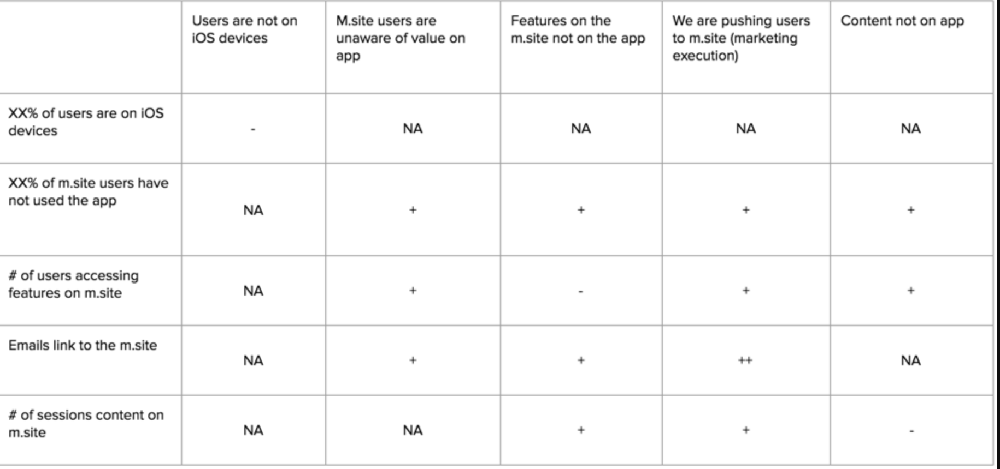 Users are not on
iOS devices
M.site users are
unaware of value on
app
Features on the
m.site not on the app
We are pushing users
to m.site (marketing
execution)
Content not on app
XX% of users are on iOS
devices
-
NA
NA
NA
NA
XX% of m.site users have
not used the app
NA
+
+
+
+
# of users accessing
features on m.site
NA
+
-
+
+
Emails link to the m.site
NA
+
+
++
NA
# of sessions content on
m.site
NA
NA
+
+
-